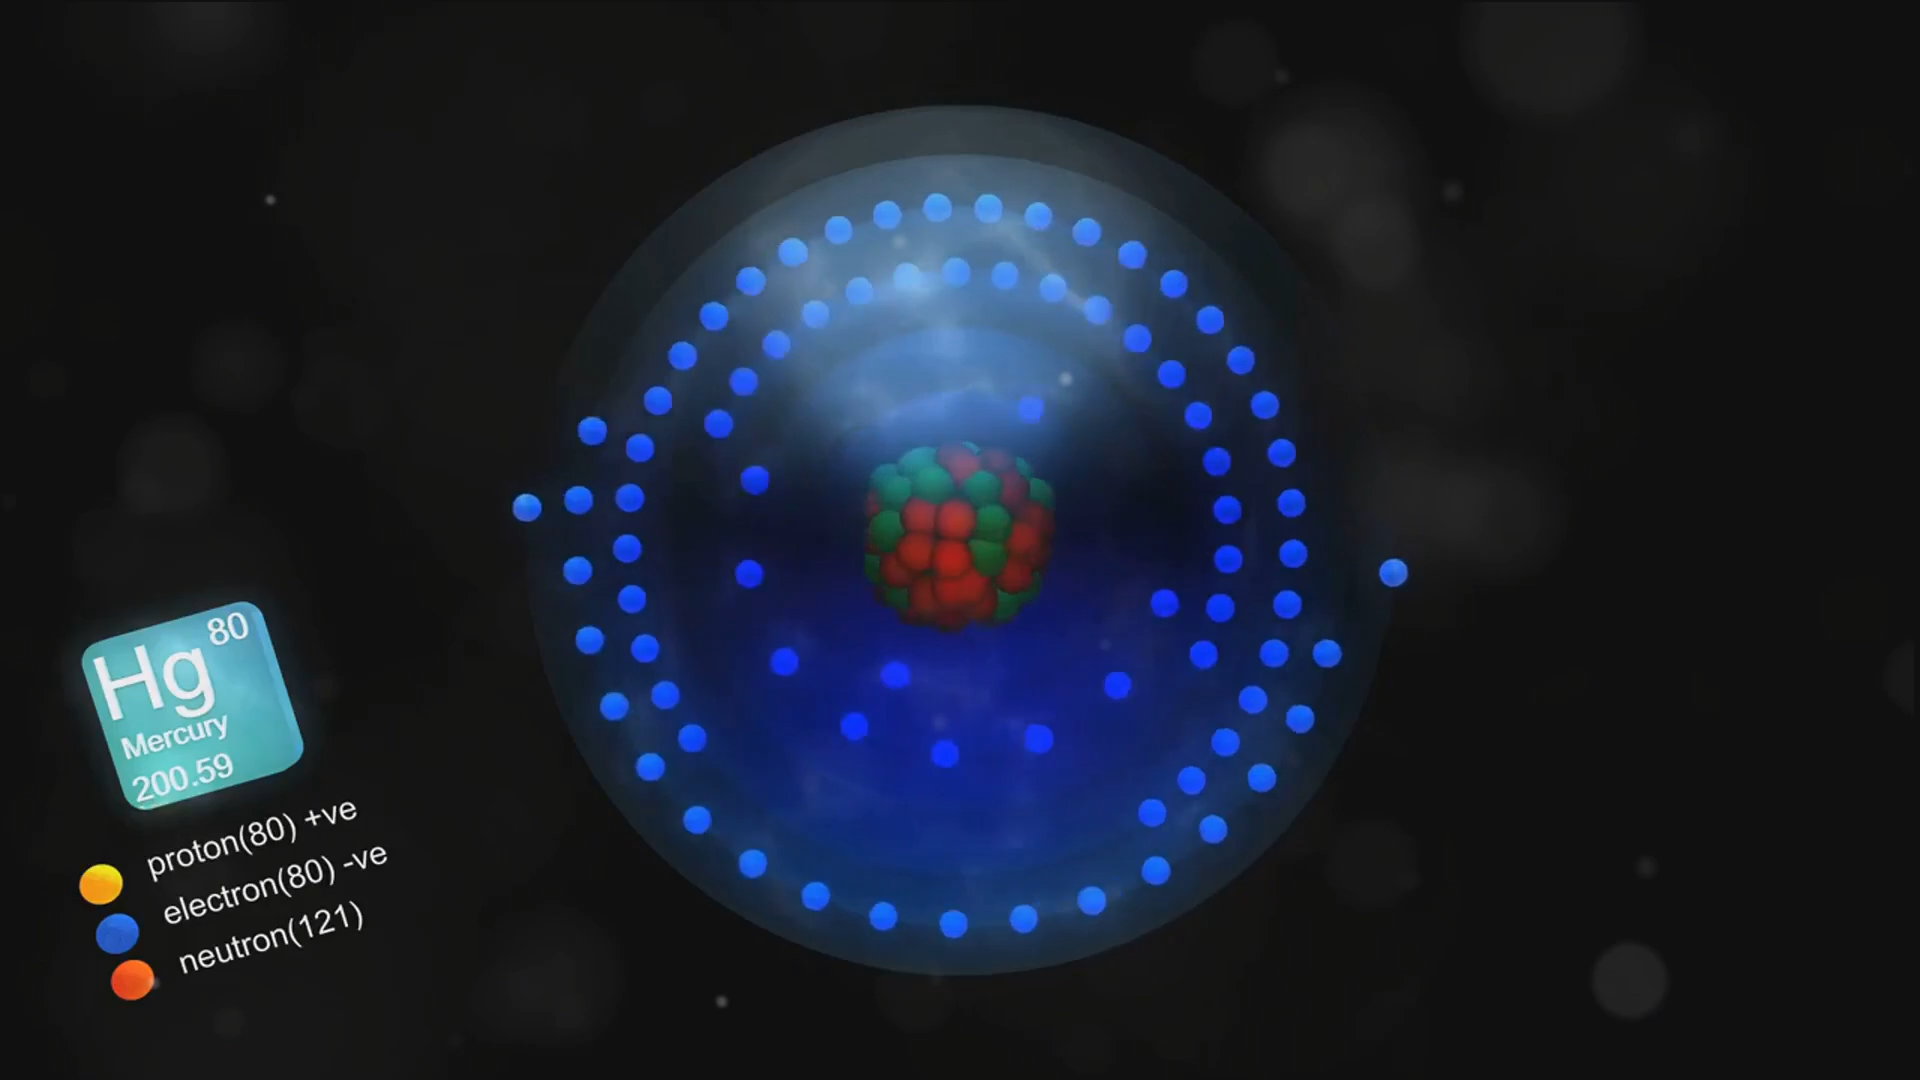 80
Hg
Mercury
200.59
proton(80) +ve
electron(80) -ve
neutron(121)